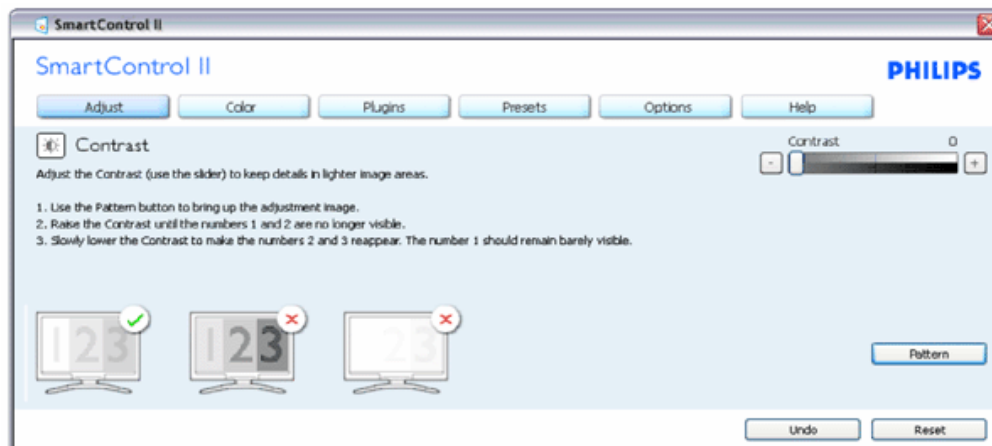 SmartControl II
SmartControl II
PHILIPS
Adjust Color Plugins Presets Options Help
Contrast
Contrast 0
- +
Adjust the Contrast (use the slider) to keep details in lighter image areas.
1. Use the Pattern button to bring up the adjustment image.
2. Raise the Contrast until the numbers 1 and 2 are no longer visible.
3. Slowly lower the Contrast to make the numbers 2 and 3 reappear. The number 1 should remain barely visible.
123 123 23
Pattern
Undo Reset